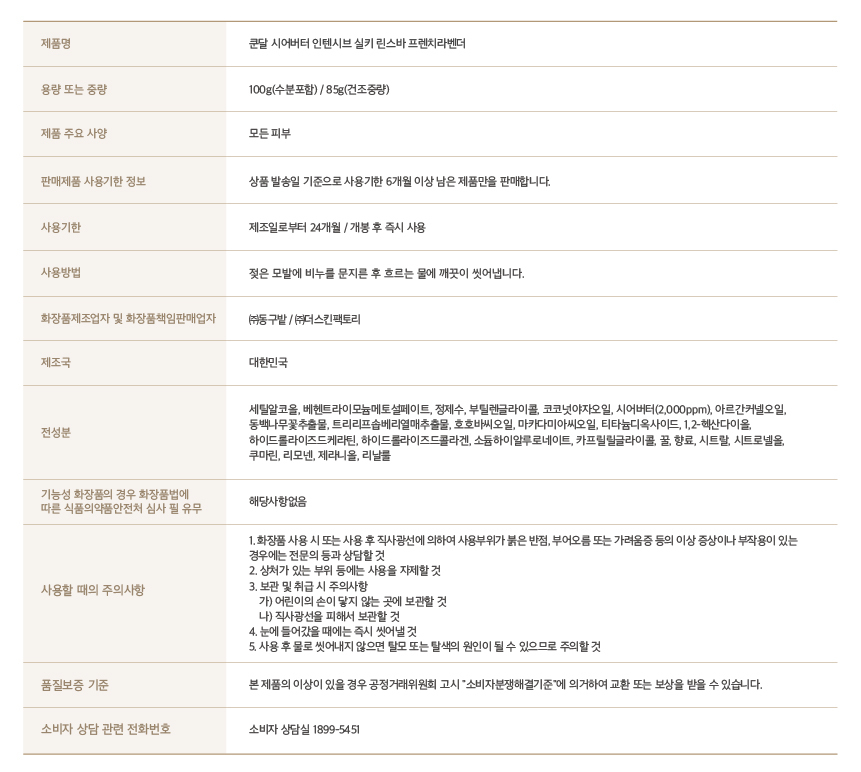 제품명
쿤달 시어버터 인텐시브 실키 린스바 프렌치라벤더
용량 또는 중량
100g(수분포함) / 85g(건조중량)
제품 주요 사양
모든 피부
판매제품 사용기한 정보
상품 발송일 기준으로 사용기한 6개월 이상 남은 제품만을 판매합니다.
사용기한
제조일로부터 24개월 / 개봉 후 즉시 사용
사용방법
젖은 모발에 비누를 문지른 후 흐르는 물에 깨끗이 씻어냅니다.
화장품제조업자 및 화장품책임판매업자
㈜동구밭 / ㈜더스킨팩토리
제조국
대한민국
전성분
세틸알코올, 베헨트라이모늄메토설페이트, 정제수, 부틸렌글라이콜, 코코넛야자오일, 시어버터(2,000ppm), 아르간커넬오일,
동백나무꽃추출물, 트리리프습베리열매추출물, 호호바씨오일, 마카다미아씨오일, 티타늄디옥사이드, 1,2-헥산다이올,
하이드롤라이즈드케라틴, 하이드롤라이즈드콜라겐, 소듐하이알루로네이트, 카프릴릴글라이콜, 꿀, 향료, 시트랄, 시트로넬올,
쿠마린, 리모넨, 제라니올, 리날룰
기능성 화장품의 경우 화장품법에
따른 식품의약품안전처 심사 필 유무
해당사항없음
사용할 때의 주의사항
1. 화장품 사용 시 또는 사용 후 직사광선에 의하여 사용부위가 붉은 반점, 부어오름 또는 가려움증 등의 이상 증상이나 부작용이 있는
경우에는 전문의 등과 상담할 것
2. 상처가 있는 부위 등에는 사용을 자제할 것
3. 보관 및 취급 시 주의사항
가) 어린이의 손이 닿지 않는 곳에 보관할 것
나) 직사광선을 피해서 보관할 것
4. 눈에 들어갔을 때에는 즉시 씻어낼 것
5. 사용 후 물로 씻어내지 않으면 탈모 또는 탈색의 원인이 될 수 있으므로 주의할 것
품질보증 기준
본 제품의 이상이 있을 경우 공정거래위원회 고시 "소비자분쟁해결기준"에 의거하여 교환 또는 보상을 받을 수 있습니다.
소비자 상담 관련 전화번호
소비자 상담실 1899-5451